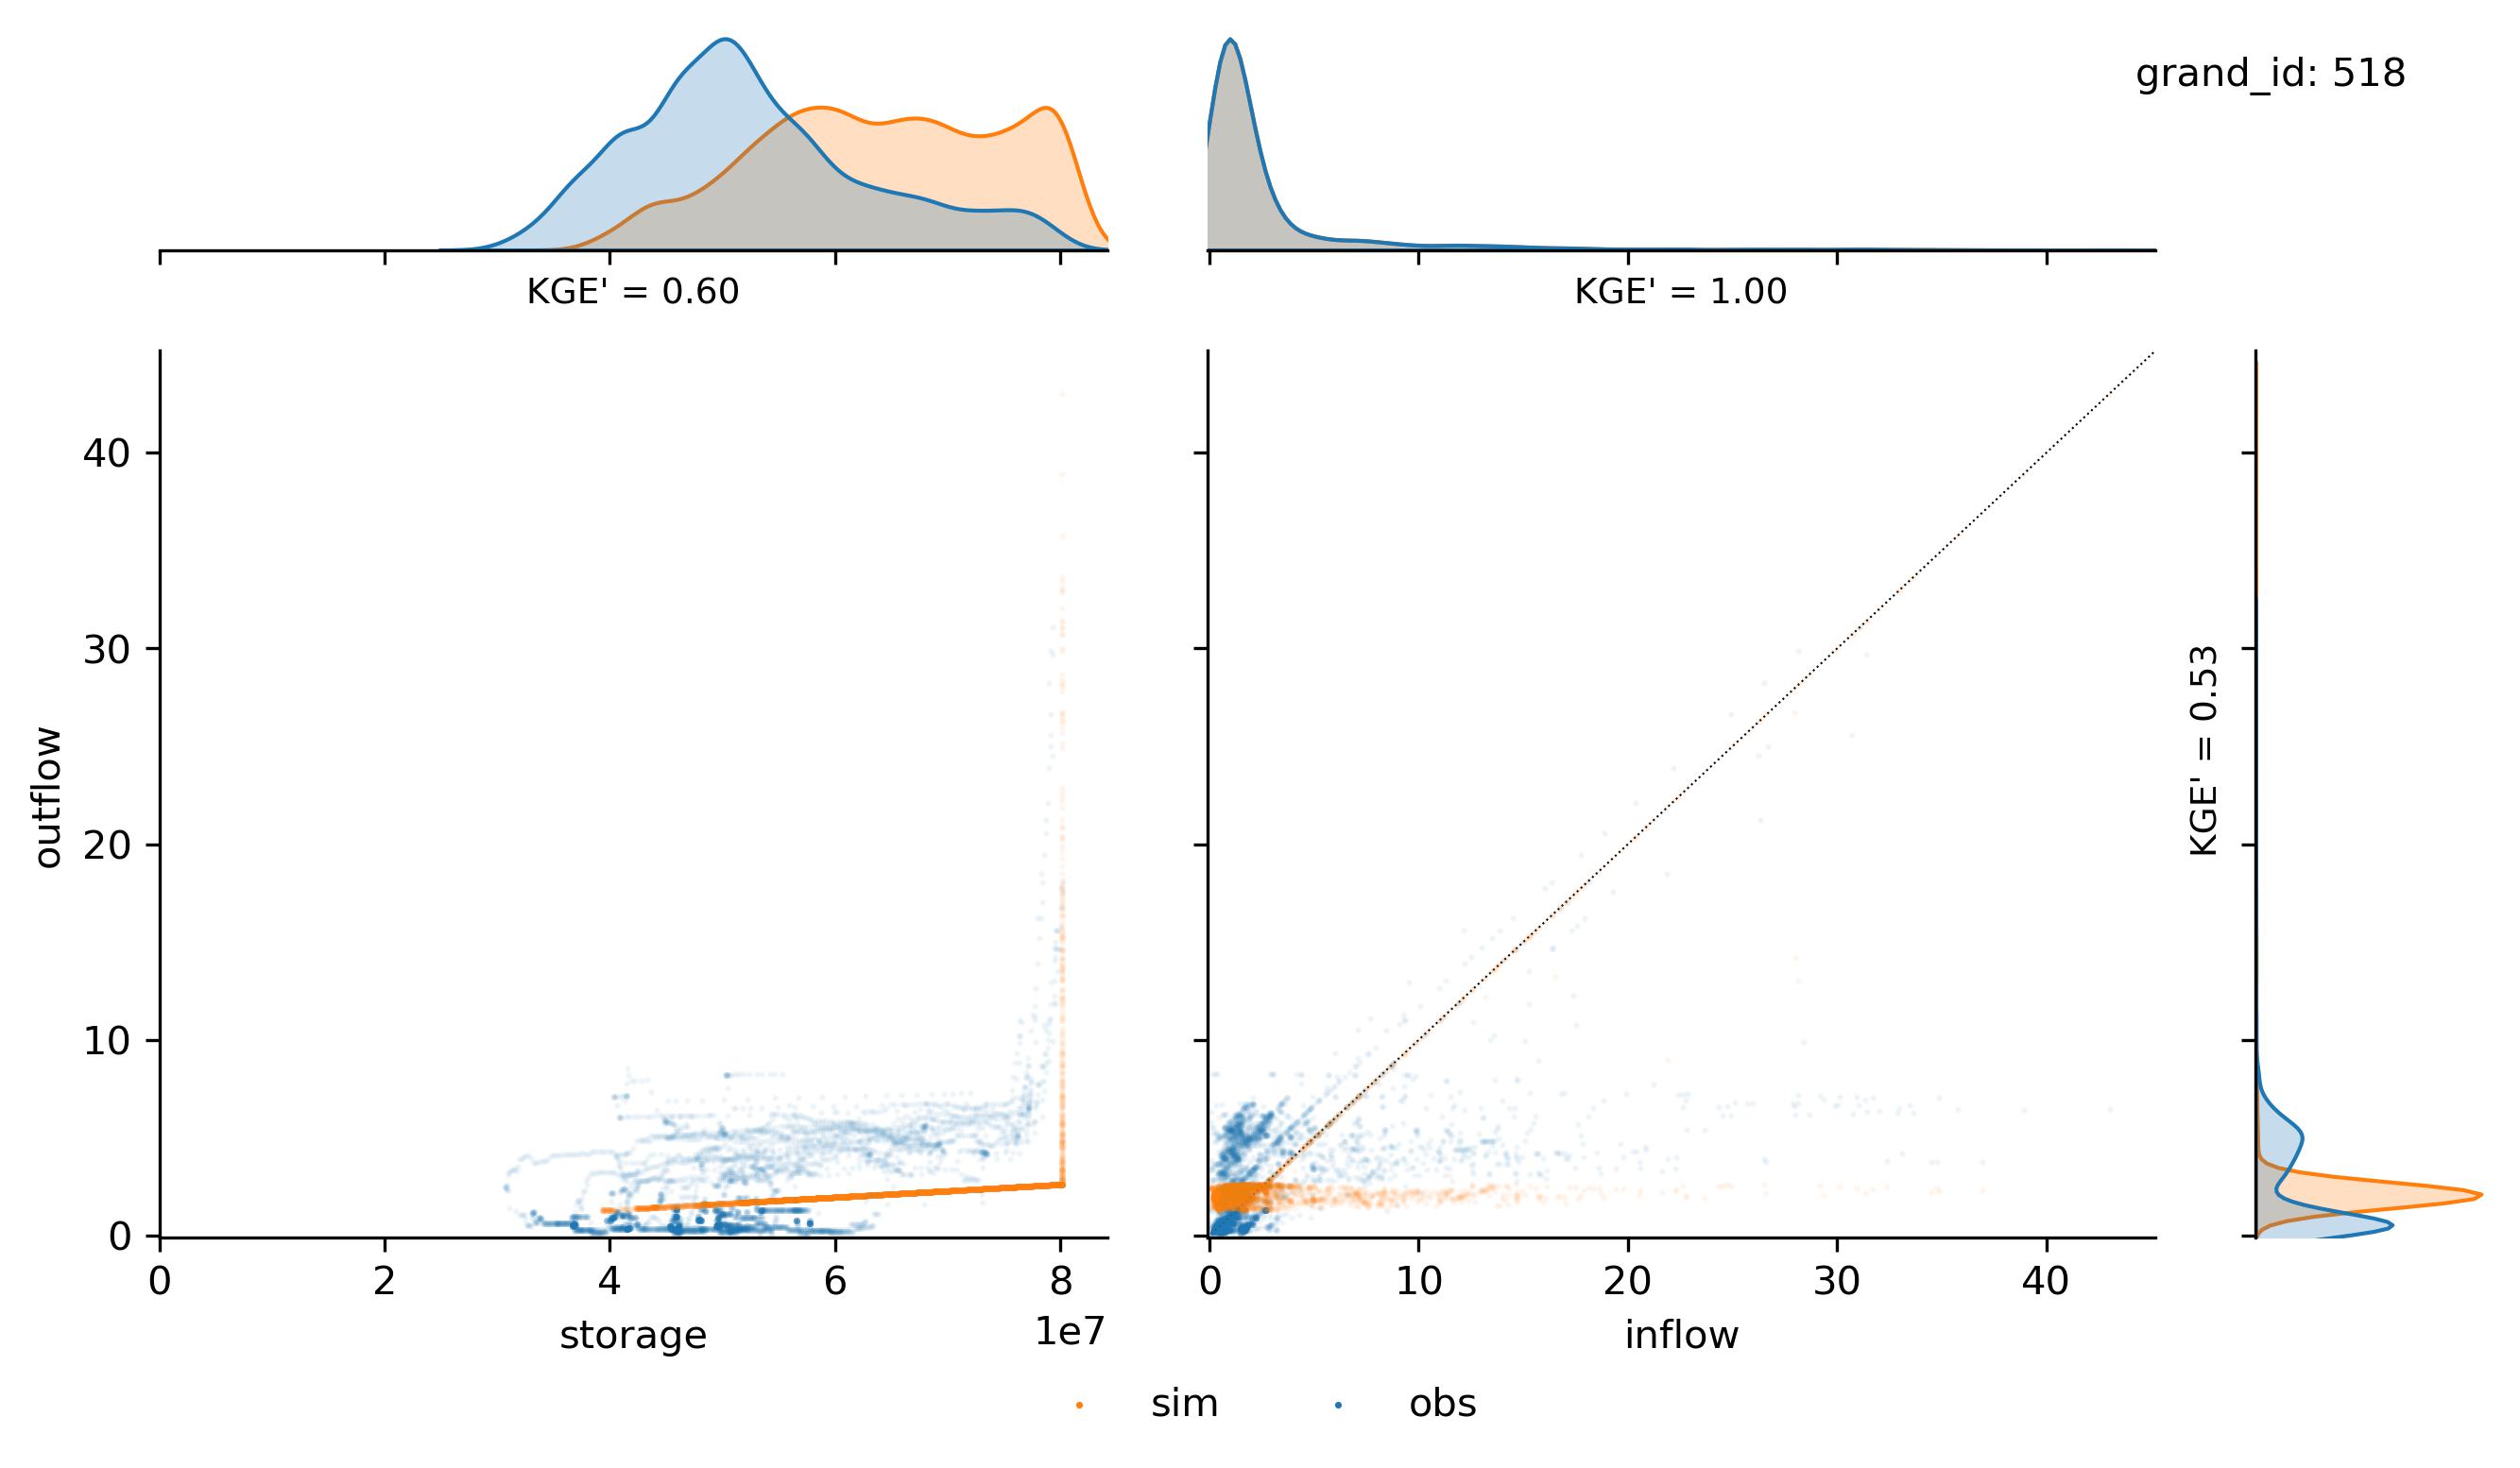 grand_id: 518
KGE' = 0.60
KGE' = 1.00
outflow
40
30
20
10
0
KGE' = 0.53
0 2 4 6 8
1e7
storage
0 10 20 30 40
inflow
sim obs